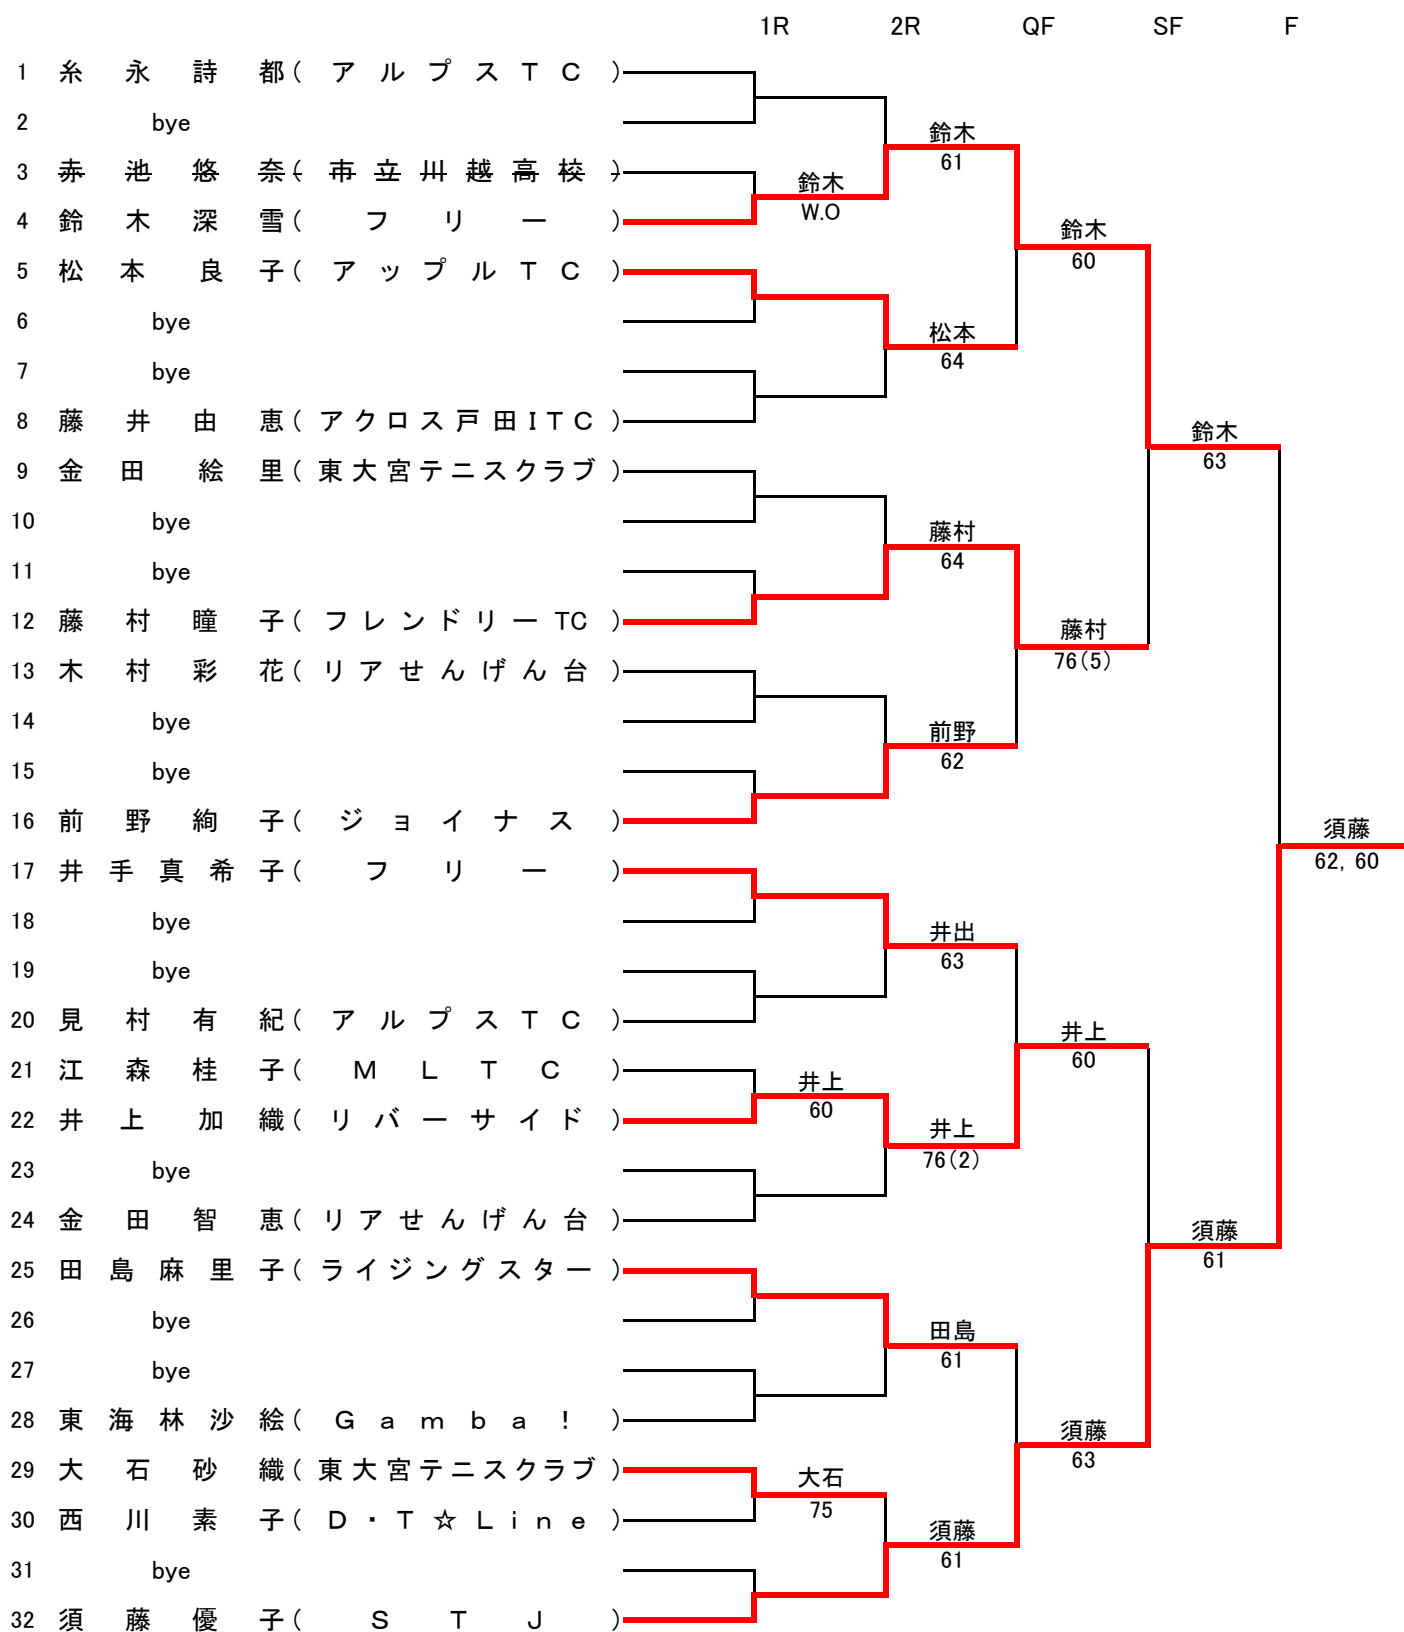 1R 2R QF SF F
1 糸永詩都(アルプスTC)
2 bye
3 赤池悠奈(市立川越高校)
4 鈴木深雪(フリー)
5 松本良子(アップルTC)
6 bye
7 bye
8 藤井由恵(アクロス戸田ITC)
9 金田絵里(東大宮テニスクラブ)
10 bye
11 bye
12 藤村瞳子(フレンドリーTC)
13 木村彩花(リアせんげん台)
14 bye
15 bye
16 前野絢子(ジョイナス)
17 井手真希子(フリー)
18 bye
19 bye
20 見村有紀(アルプスTC)
21 江森桂子(MLTC)
22 井上加織(リバーサイド)
23 bye
24 金田智恵(リアせんげん台)
25 田島麻里子(ライジングスター)
26 bye
27 bye
28 東海林沙絵(Gamba!)
29 大石砂織(東大宮テニスクラブ)
30 西川素子(D・T☆Line)
31 bye
32 須藤優子(STJ)
鈴木
W.O
井上
60
大石
75
鈴木
61
松本
64
藤村
64
前野
62
井出
63
井上
76(2)
田島
61
須藤
61
鈴木
60
藤村
76(5)
井上
60
須藤
63
鈴木
63
須藤
61
須藤
62, 60